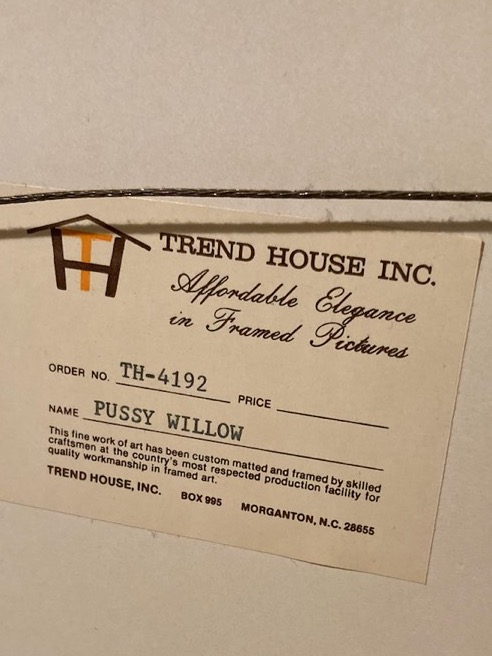 TH
TREND HOUSE INC.
Affordable Elegance
in Framed Pictures
ORDER NO. TH-4192 PRICE
NAME PUSSY WILLOW
This fine work of art has been custom matted and framed by skilled
craftsmen at the country's most respected production facility for
quality workmanship in framed art.
TREND HOUSE, INC. BOX 995 MORGANTON, N.C. 28655